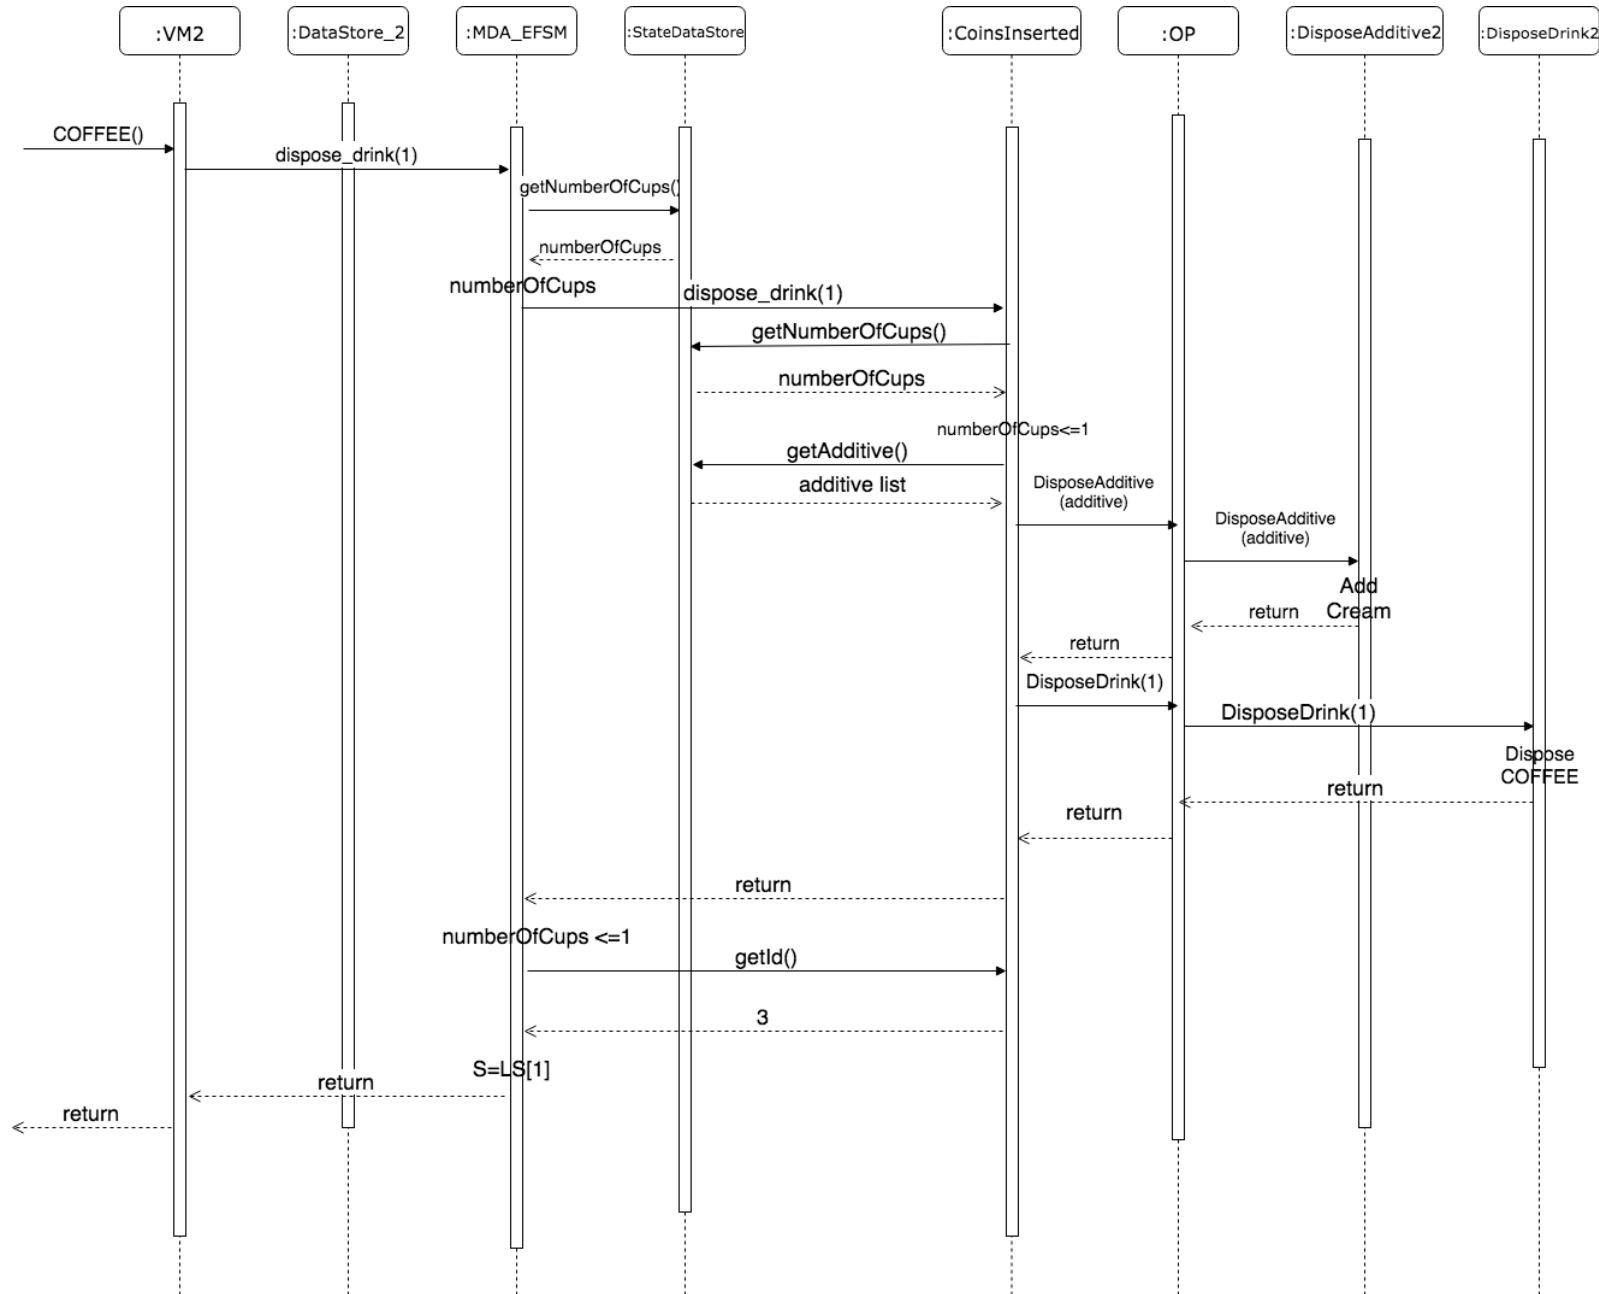 :VM2
:DataStore_2
:MDA_EFSM
:StateDataStore
:CoinsInserted
:OP
:DisposeAdditive2
:DisposeDrink2
COFFEE()
dispose_drink(1)
getNumberOfCups()
numberOfCups
numberOfCups
dispose_drink(1)
getNumberOfCups()
numberOfCups
numberOfCups<=1
getAdditive()
additive list
DisposeAdditive
(additive)
DisposeAdditive
(additive)
Add
Cream
return
return
DisposeDrink(1)
DisposeDrink(1)
Dispose
COFFEE
return
return
return
numberOfCups <=1
getId()
3
S=LS[1]
return
return